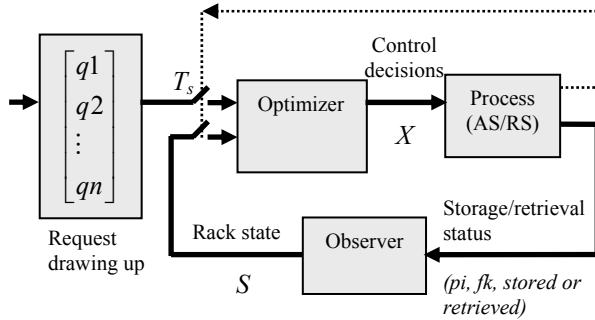 q1
q2
⋮
qn
Request
drawing up
T_s
Optimizer
Control
decisions
X
Process
(AS/RS)
Storage/retrieval
status
(pi, fk, stored or
retrieved)
Observer
Rack state
S